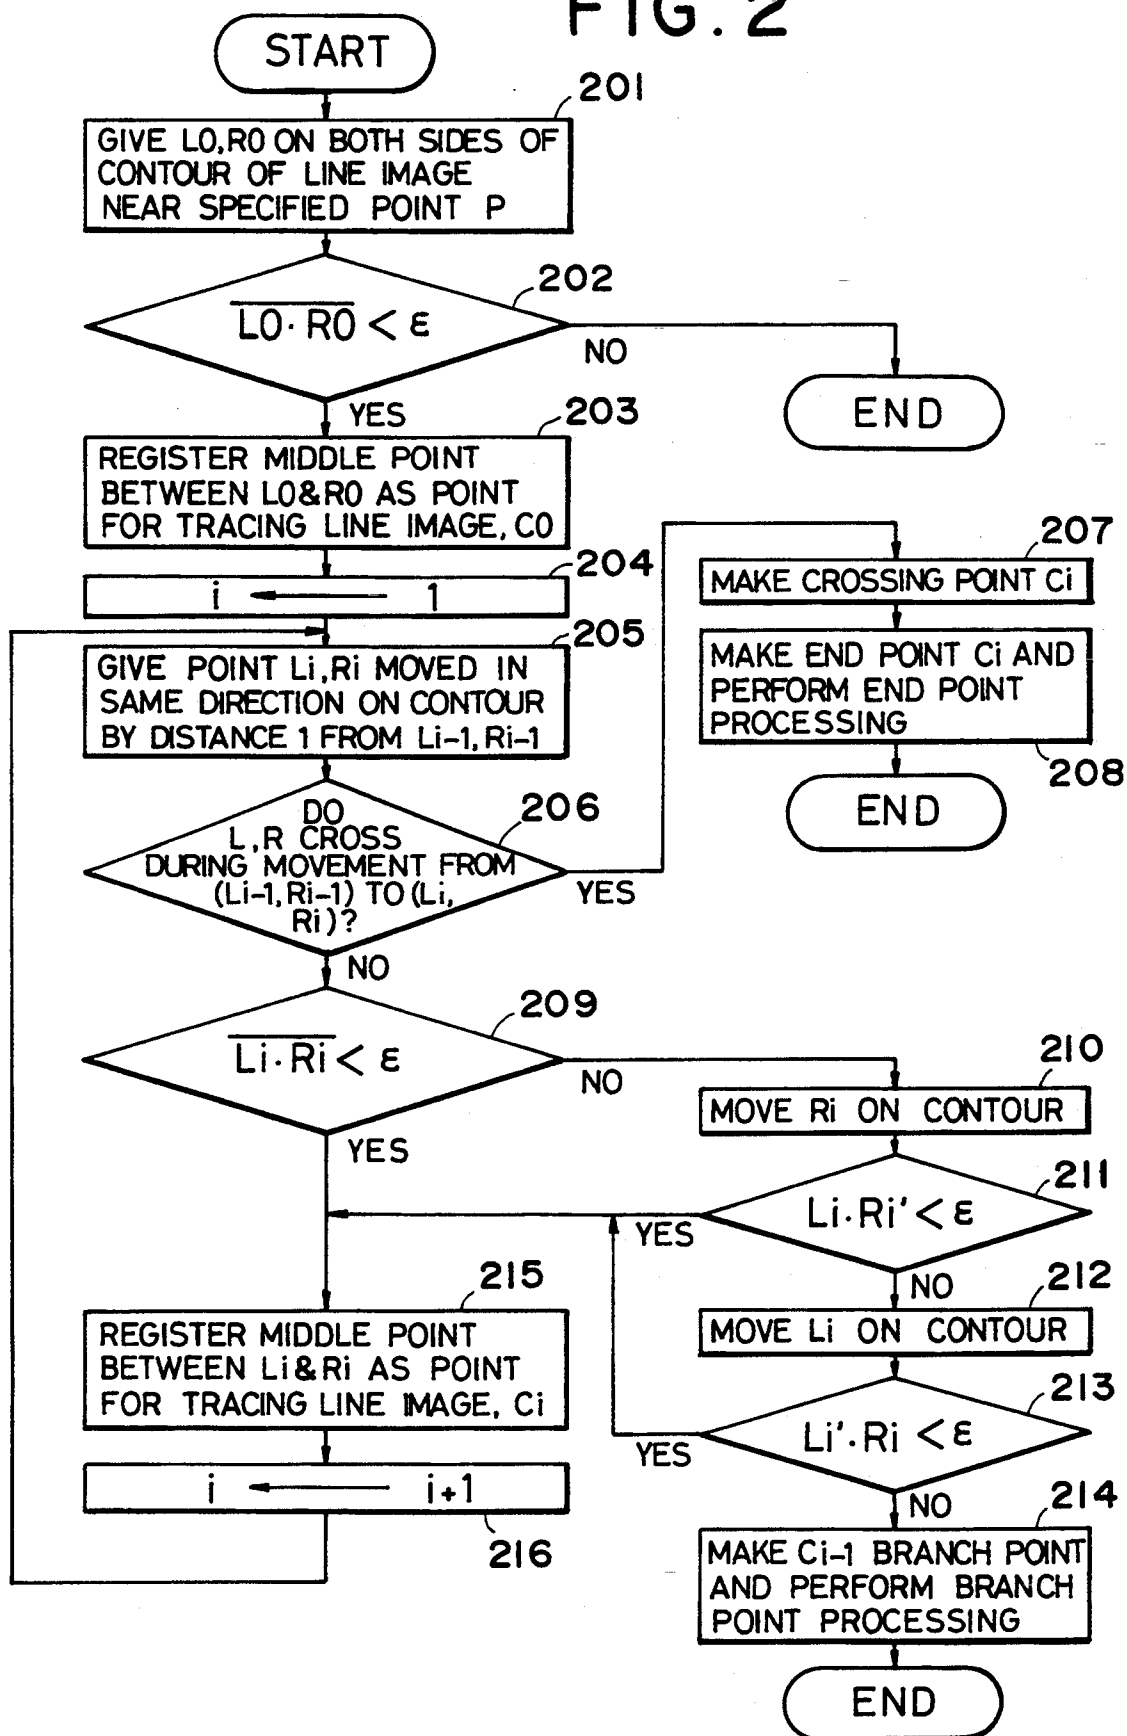 FIG. 2
START
201
GIVE L0,R0 ON BOTH SIDES OF
CONTOUR OF LINE IMAGE
NEAR SPECIFIED POINT P
202
L0·R0 < ε
NO
END
YES
203
REGISTER MIDDLE POINT
BETWEEN L0&R0 AS POINT
FOR TRACING LINE IMAGE, C0
204
i ← 1
205
GIVE POINT Li,Ri MOVED IN
SAME DIRECTION ON CONTOUR
BY DISTANCE 1 FROM Li-1, Ri-1
206
DO
L,R CROSS
DURING MOVEMENT FROM
(Li-1,Ri-1) TO (Li,
Ri)?
YES
207
MAKE CROSSING POINT Ci
MAKE END POINT Ci AND
PERFORM END POINT
PROCESSING
208
END
NO
209
Li·Ri < ε
NO
YES
210
MOVE Ri ON CONTOUR
211
Li·Ri' < ε
YES
NO
212
MOVE Li ON CONTOUR
213
Li'·Ri < ε
YES
NO
214
MAKE Ci-1 BRANCH POINT
AND PERFORM BRANCH
POINT PROCESSING
END
215
REGISTER MIDDLE POINT
BETWEEN Li&Ri AS POINT
FOR TRACING LINE IMAGE, Ci
i ← i+1
216